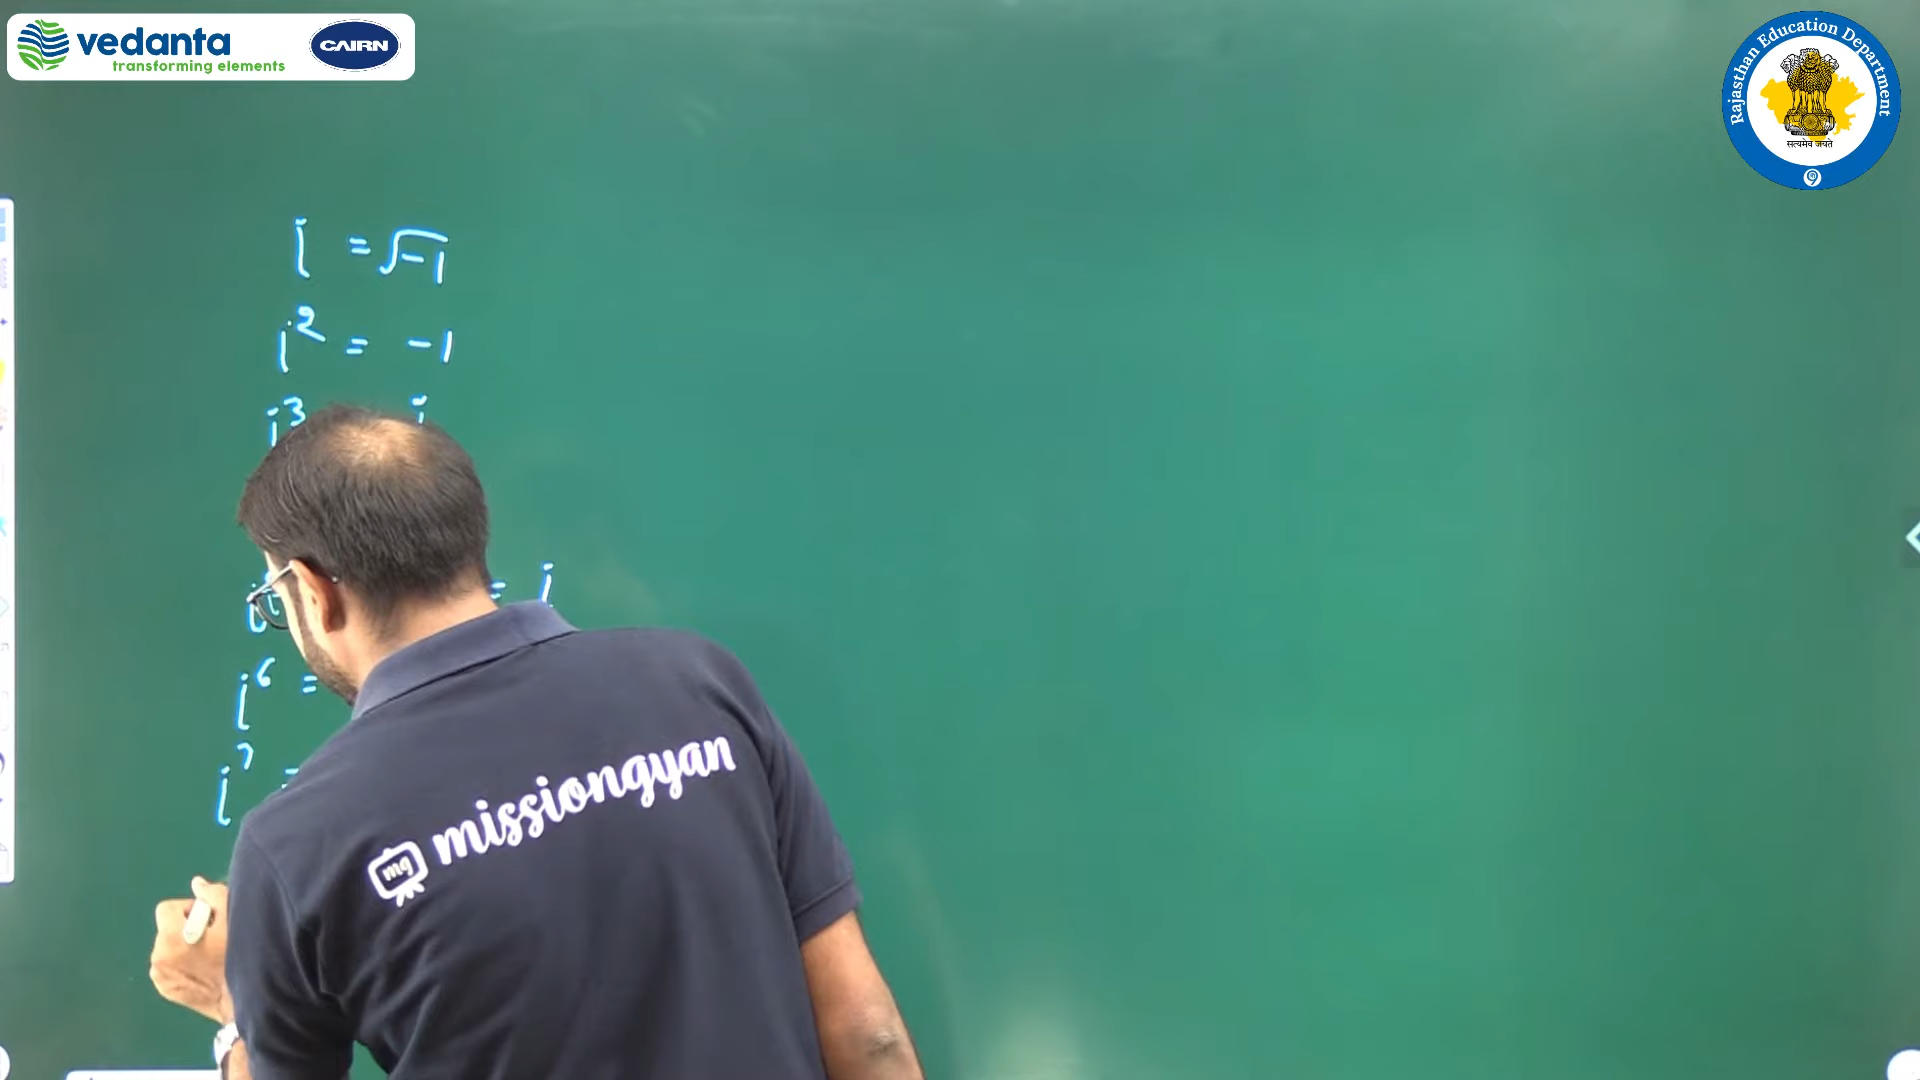 vedanta
transforming elements
CAIRN
Rajasthan Education Department
सत्यमेव जयते
i = √-1
i² = -1
i³ i
= i
i⁶ =
i⁷
mg missiongyan